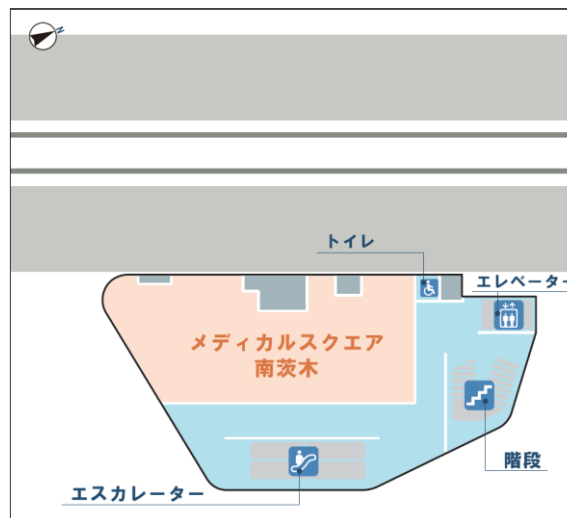 N
トイレ
エレベーター
メディカルスクエア
南茨木
階段
エスカレーター